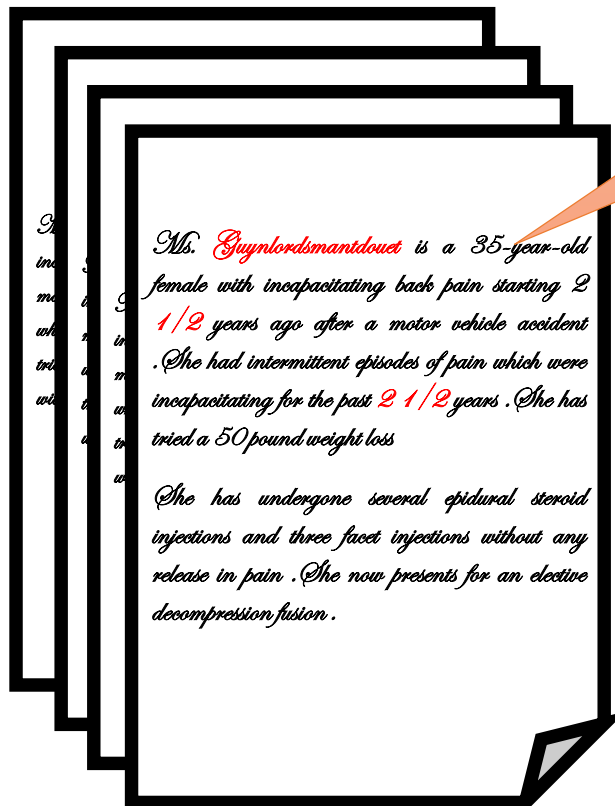 Ms. Guynlordsmantdouet is a 35-year-old
female with incapacitating back pain starting 2
1/2 years ago after a motor vehicle accident
.She had intermittent episodes of pain which were
incapacitating for the past 2 1/2 years .She has
tried a 50 pound weight loss
She has undergone several epidural steroid
injections and three facet injections without any
release in pain .She now presents for an elective
decompression fusion .